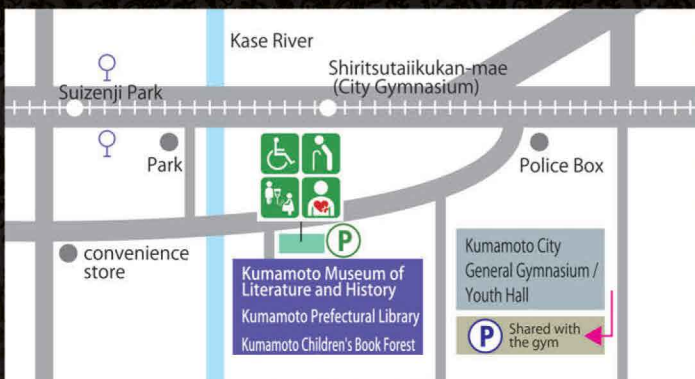 Kase River
Shiritsutaiikukan-mae
(City Gymnasium)
Suizenji Park
Park
Police Box
convenience
store
P
Kumamoto Museum of
Literature and History
Kumamoto Prefectural Library
Kumamoto Children's Book Forest
Kumamoto City
General Gymnasium /
Youth Hall
P
Shared with
the gym